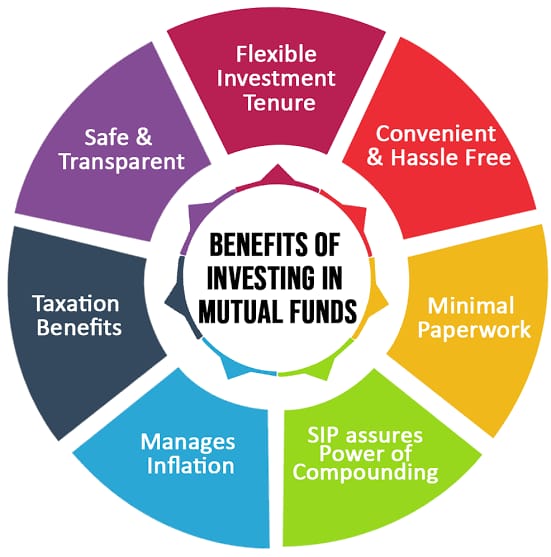 BENEFITS OF
INVESTING IN
MUTUAL FUNDS
Flexible
Investment
Tenure
Convenient
& Hassle Free
Minimal
Paperwork
SIP assures
Power of
Compounding
Manages
Inflation
Taxation
Benefits
Safe &
Transparent